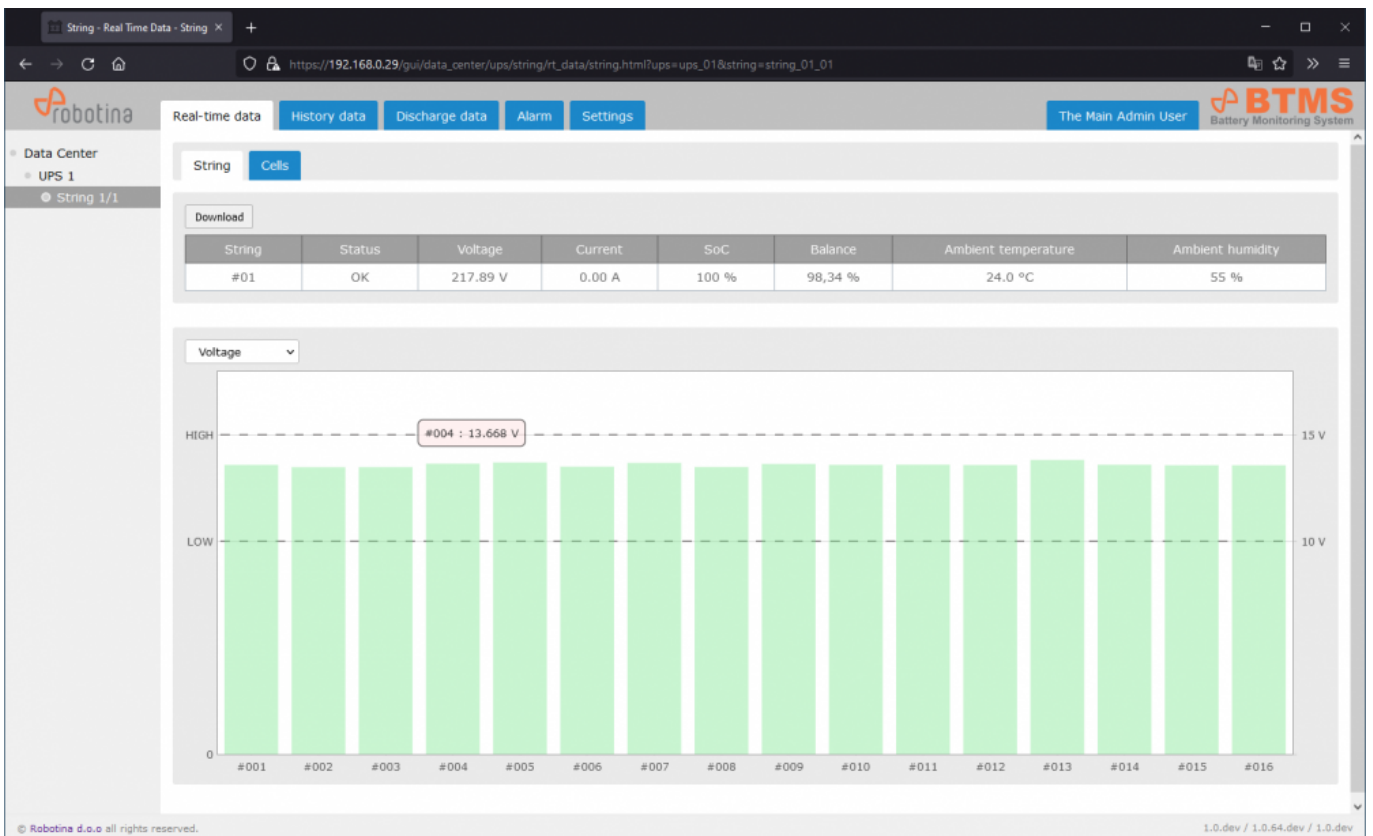 String - Real Time Data - String
https://192.168.0.29/gui/data_center/ups/string/rt_data/string.html?ups=ups_01&string=string_01_01
robotina
Real-time data History data Discharge data Alarm Settings The Main Admin User
BTMS
Battery Monitoring System
Data Center
UPS 1
String 1/1
String Cells
Download
String Status Voltage Current SoC Balance Ambient temperature Ambient humidity
#01 OK 217.89 V 0.00 A 100 % 98,34 % 24.0 °C 55 %
Voltage
HIGH #004 : 13.668 V 15 V
LOW 10 V
0
#001 #002 #003 #004 #005 #006 #007 #008 #009 #010 #011 #012 #013 #014 #015 #016
© Robotina d.o.o all rights reserved. 1.0.dev / 1.0.64.dev / 1.0.dev